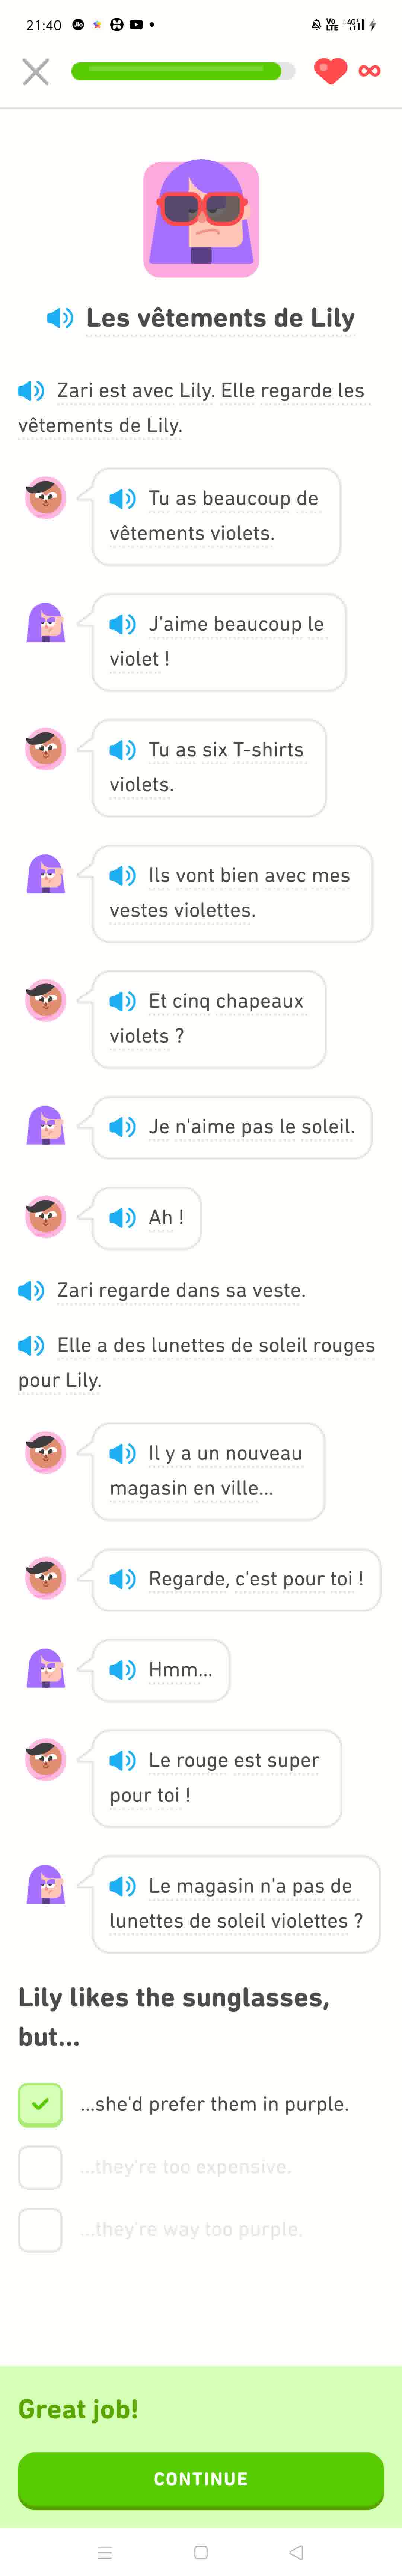 21:40
Jio
Vo LTE 4G+
Les vêtements de Lily
Zari est avec Lily. Elle regarde les
vêtements de Lily.
Tu as beaucoup de
vêtements violets.
J'aime beaucoup le
violet !
Tu as six T-shirts
violets.
Ils vont bien avec mes
vestes violettes.
Et cinq chapeaux
violets ?
Je n'aime pas le soleil.
Ah !
Zari regarde dans sa veste.
Elle a des lunettes de soleil rouges
pour Lily.
Il y a un nouveau
magasin en ville...
Regarde, c'est pour toi !
Hmm...
Le rouge est super
pour toi !
Le magasin n'a pas de
lunettes de soleil violettes ?
Lily likes the sunglasses,
but...
...she'd prefer them in purple.
...they're too expensive.
...they're way too purple.
Great job!
CONTINUE